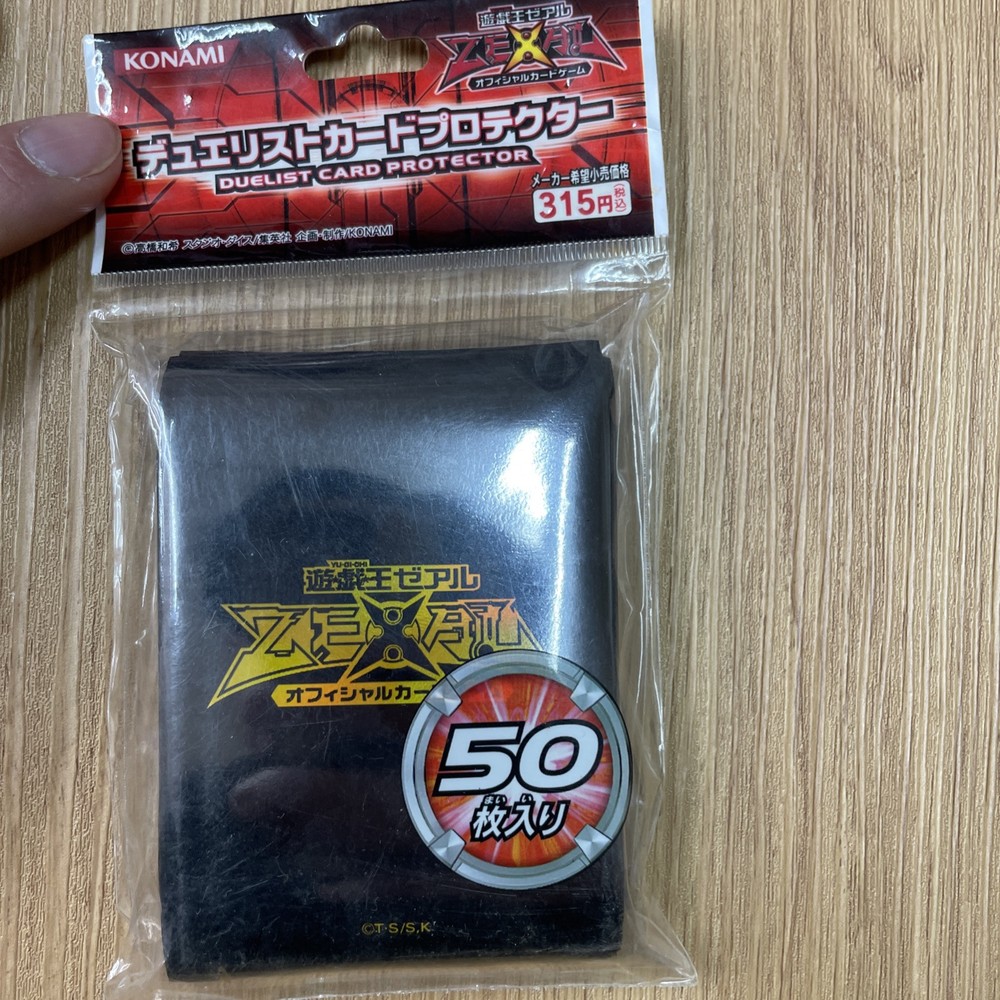 KONAMI
遊戯王ゼアル
ZEXAL
オフィシャルカードゲーム
デュエリストカードプロテクター
DUELIST CARD PROTECTOR
メーカー希望小売価格
315円(税込)
©高橋和希 スタジオ・ダイス/集英社 企画・制作/KONAMI
YU-GI-OH!
遊戯王ゼアル
ZEXAL
オフィシャルカー
50
まい い
枚入り
©T·S/S,K